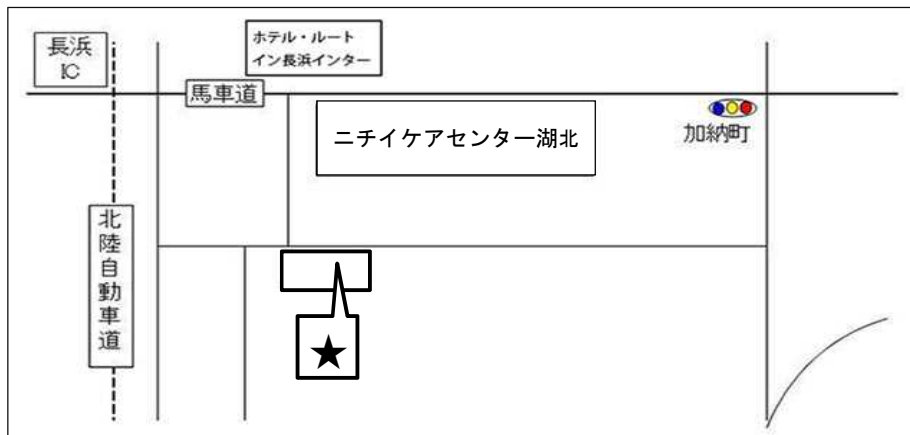 長浜
IC
ホテル・ルート
イン長浜インター
馬車道
ニチイケアセンター湖北
加納町
北陸自動車道
★